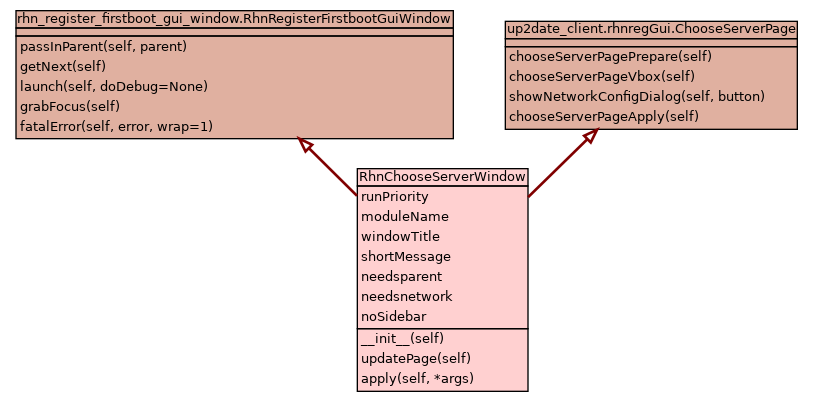 rhn_register_firstboot_gui_window.RhnRegisterFirstbootGuiWindow
passInParent(self, parent)
getNext(self)
launch(self, doDebug=None)
grabFocus(self)
fatalError(self, error, wrap=1)
up2date_client.rhnregGui.ChooseServerPage
chooseServerPagePrepare(self)
chooseServerPageVbox(self)
showNetworkConfigDialog(self, button)
chooseServerPageApply(self)
RhnChooseServerWindow
runPriority
moduleName
windowTitle
shortMessage
needsparent
needsnetwork
noSidebar
__init__(self)
updatePage(self)
apply(self, *args)